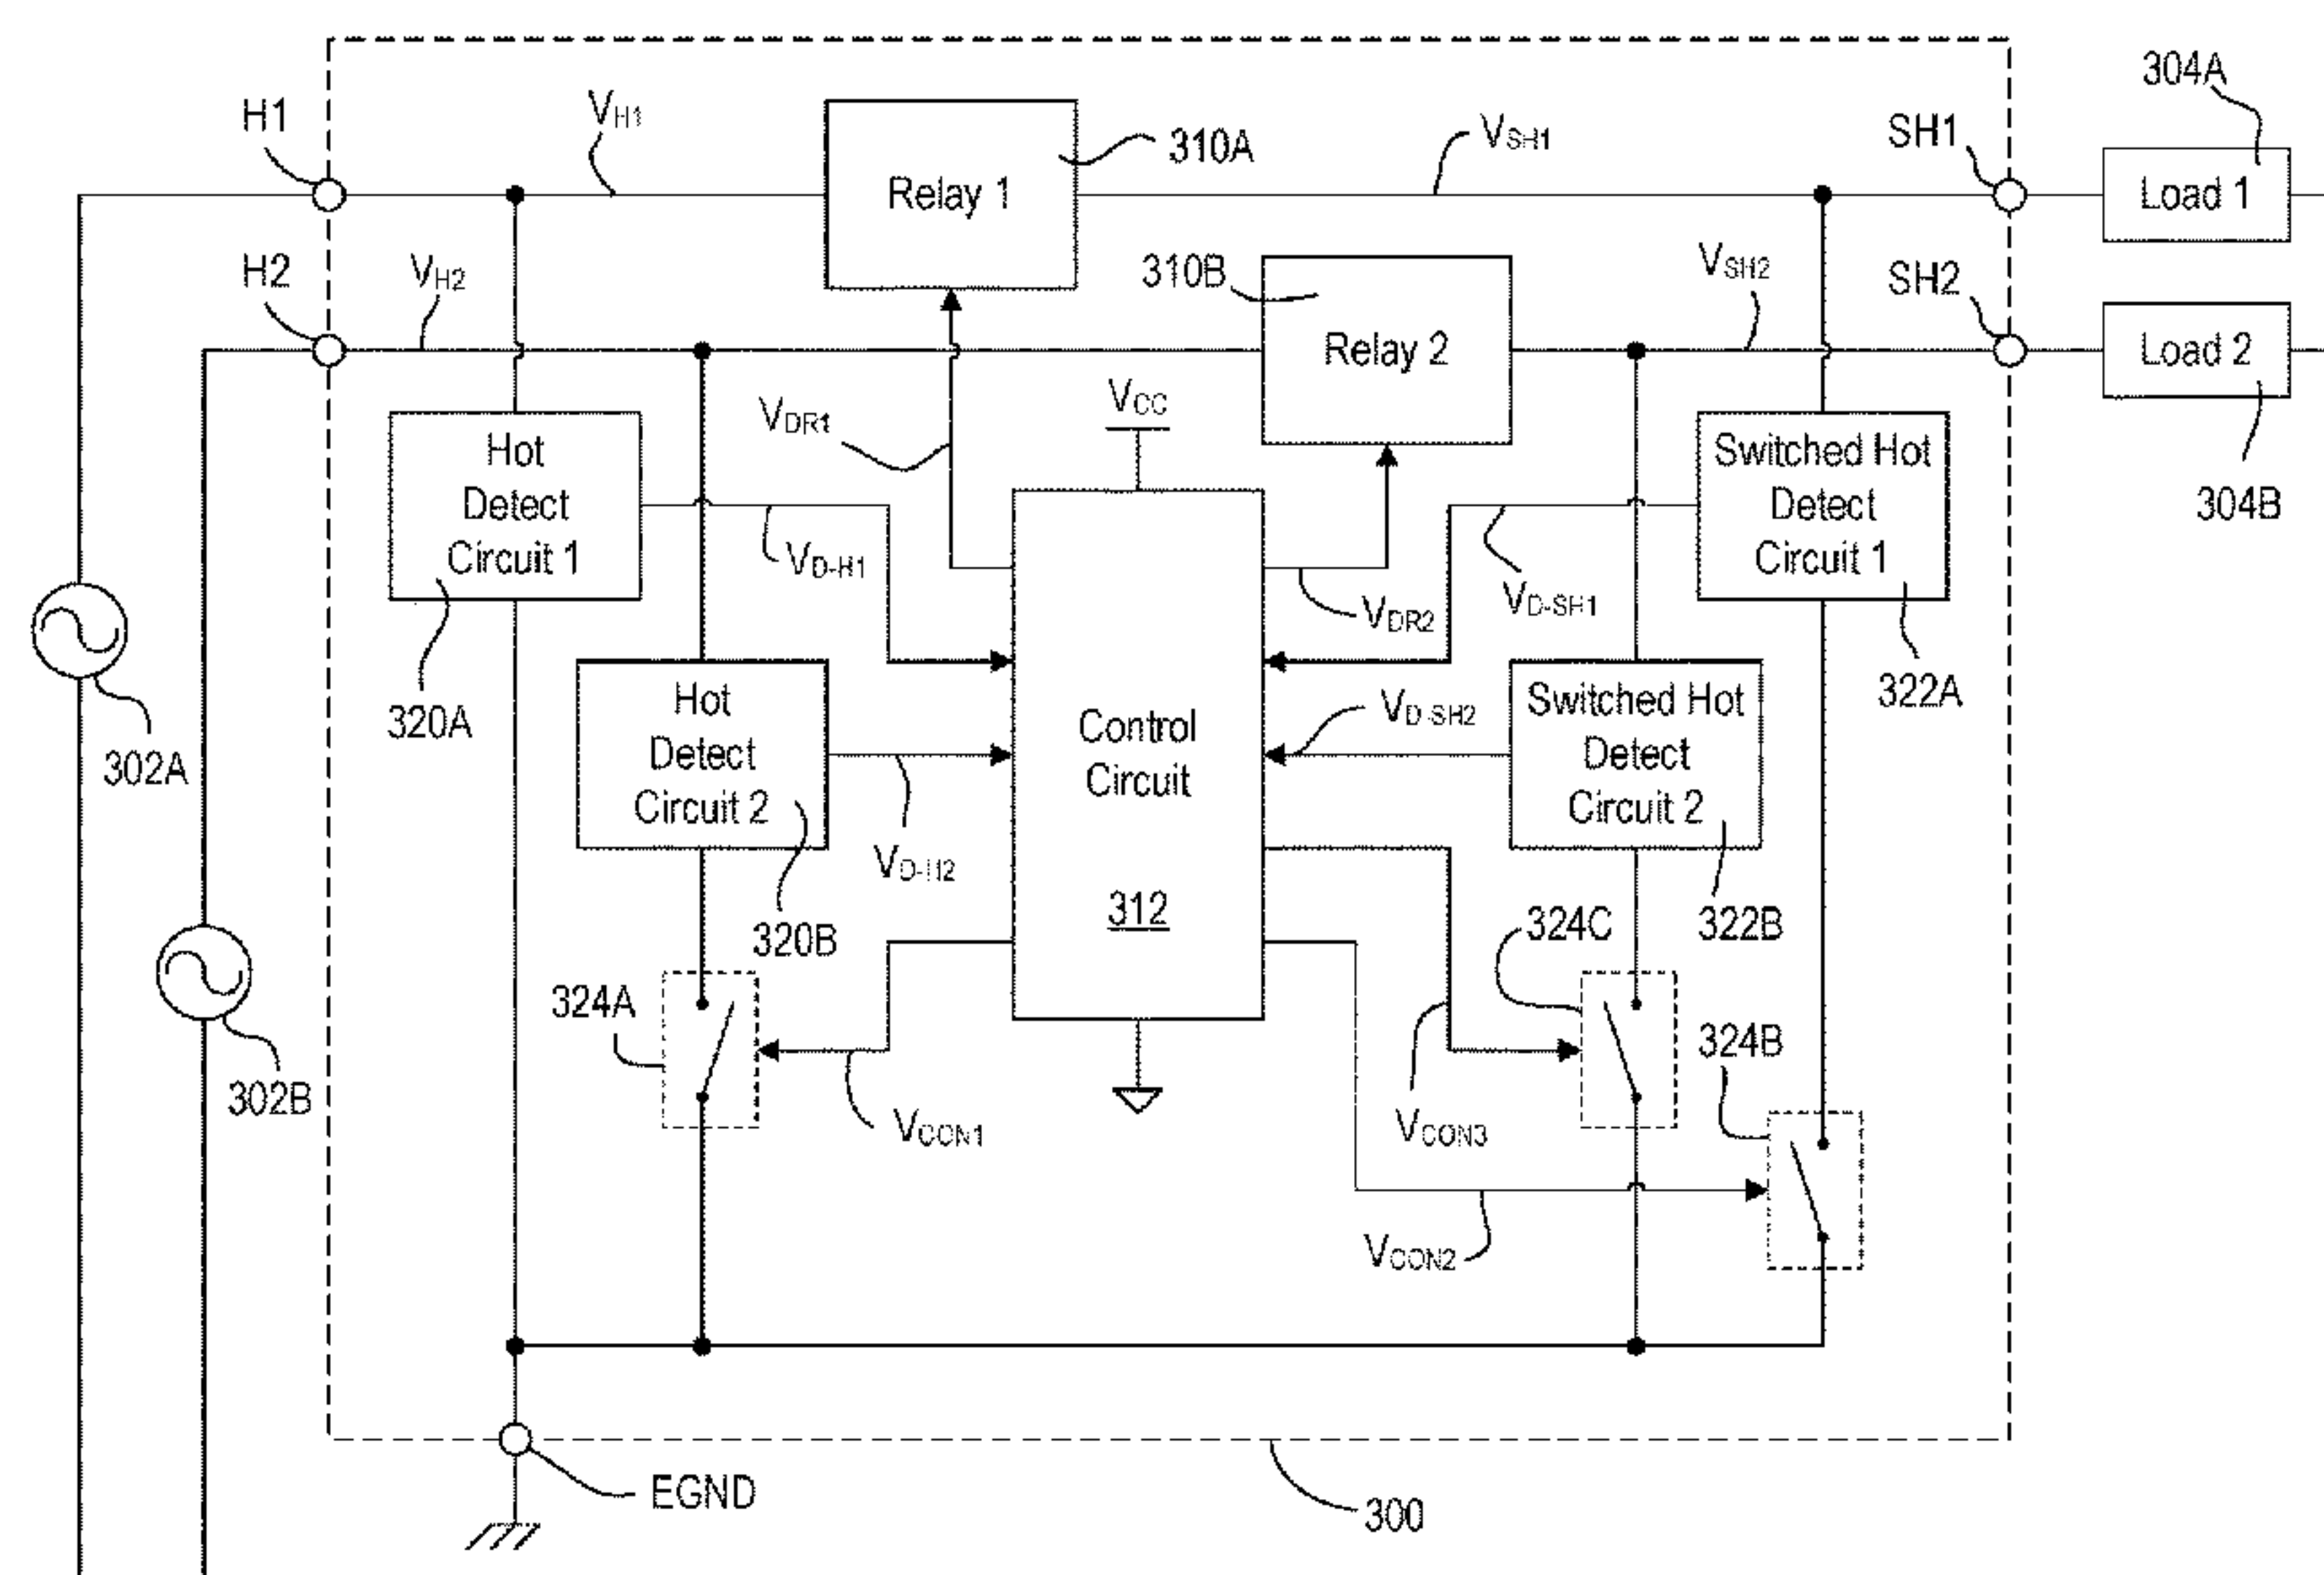 304A
H1
VH1
310A
VSH1
SH1
Relay 1
Load 1
H2
VH2
310B
VSH2
SH2
Relay 2
Load 2
VDR1
VCC
Hot
Detect
Circuit 1
Switched Hot
Detect
Circuit 1
304B
VD-H1
VDR2
VD-SH1
320A
302A
Hot
Detect
Circuit 2
Control
Circuit
312
VD-SH2
Switched Hot
Detect
Circuit 2
322A
VD-H2
320B
322B
324C
324A
324B
302B
VCON1
VCON3
VCON2
EGND
300